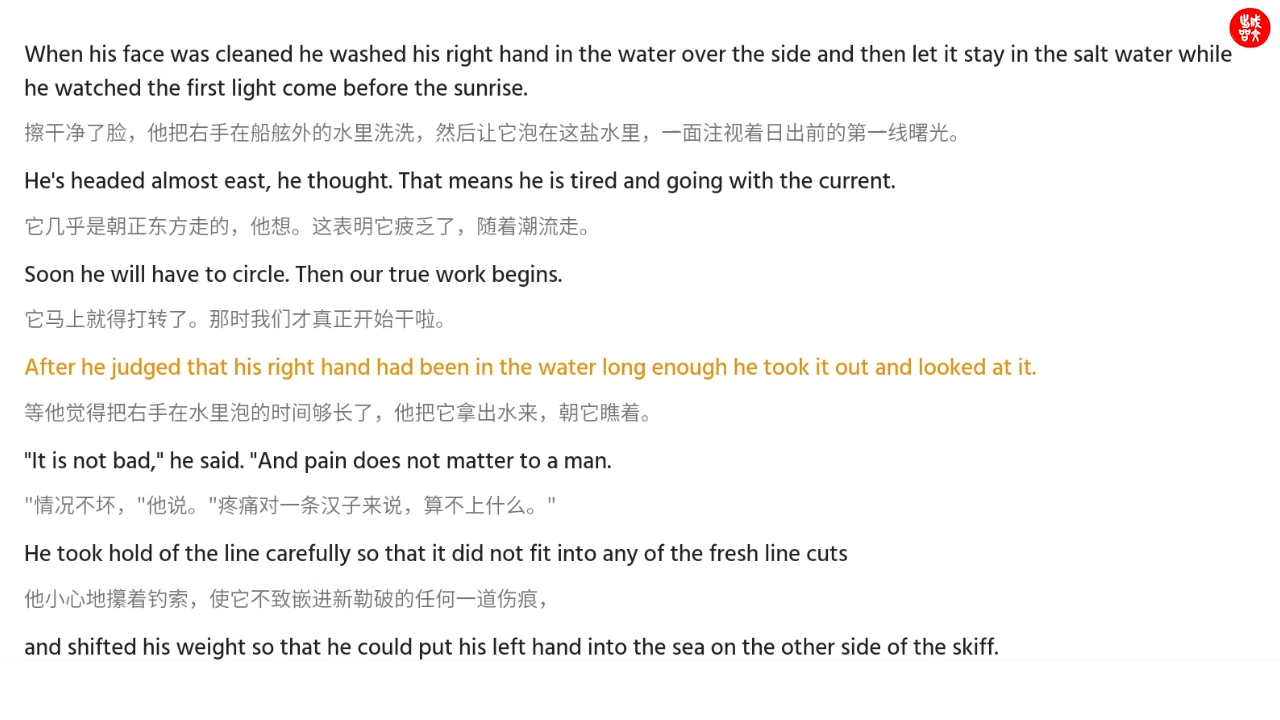 When his face was cleaned he washed his right hand in the water over the side and then let it stay in the salt water while
he watched the first light come before the sunrise.
擦干净了脸，他把右手在船舷外的水里洗洗，然后让它泡在这盐水里，一面注视着日出前的第一线曙光。
He's headed almost east, he thought. That means he is tired and going with the current.
它几乎是朝正东方走的，他想。这表明它疲乏了，随着潮流走。
Soon he will have to circle. Then our true work begins.
它马上就得打转了。那时我们才真正开始干啦。
After he judged that his right hand had been in the water long enough he took it out and looked at it.
等他觉得把右手在水里泡的时间够长了，他把它拿出水来，朝它瞧着。
"It is not bad," he said. "And pain does not matter to a man.
"情况不坏，"他说。"疼痛对一条汉子来说，算不上什么。"
He took hold of the line carefully so that it did not fit into any of the fresh line cuts
他小心地攥着钓索，使它不致嵌进新勒破的任何一道伤痕，
and shifted his weight so that he could put his left hand into the sea on the other side of the skiff.